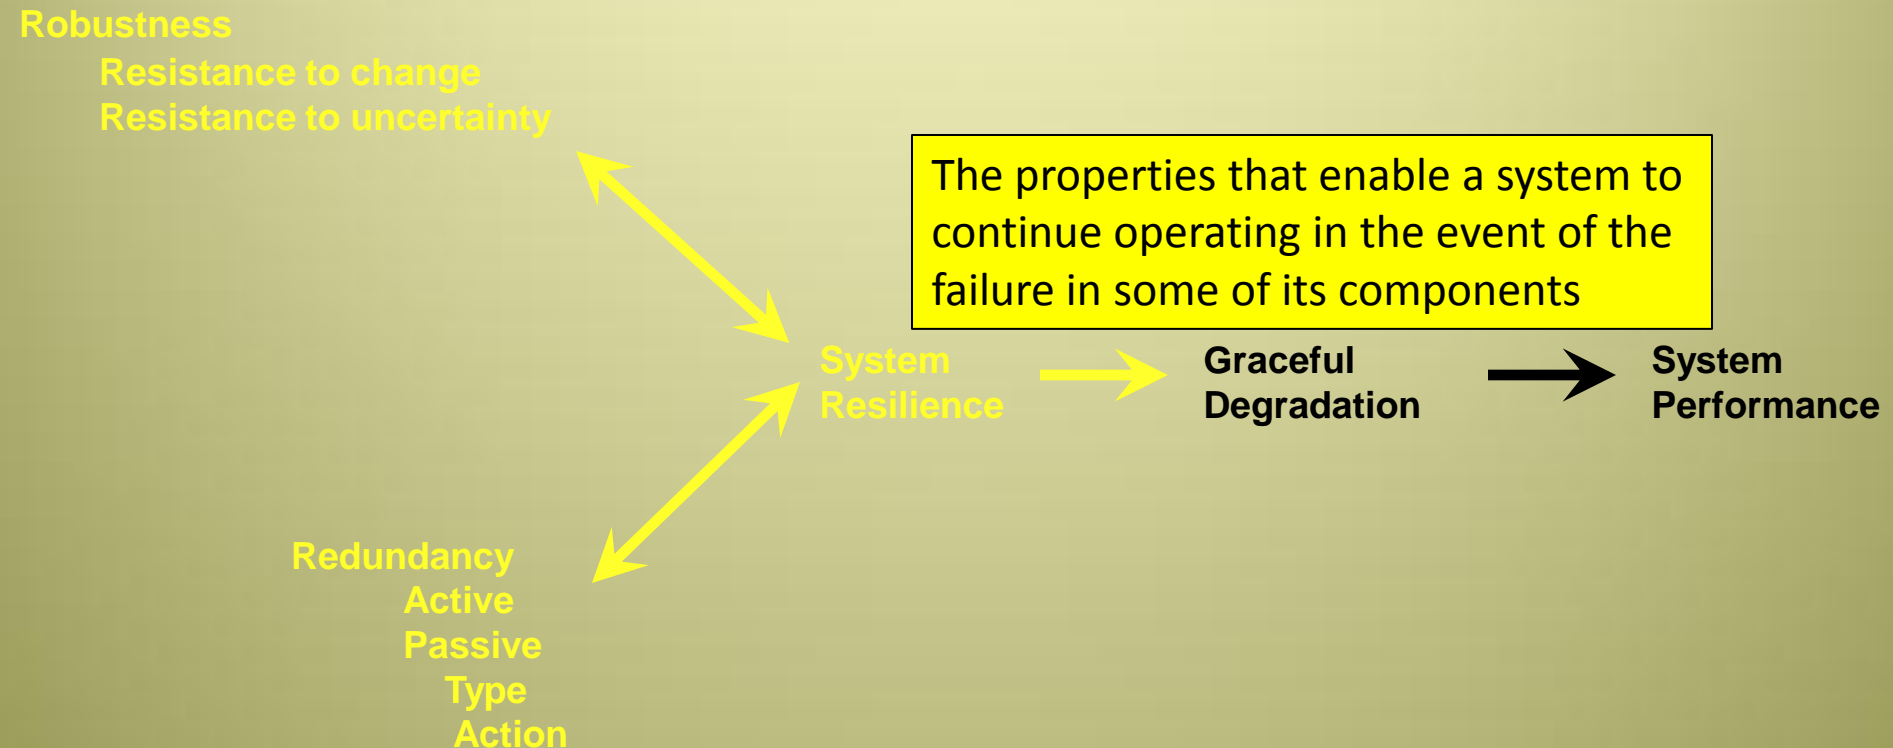 Robustness
Resistance to change
Resistance to uncertainty
The properties that enable a system to
continue operating in the event of the
failure in some of its components
System
Resilience
Graceful
Degradation
System
Performance
Redundancy
Active
Passive
Type
Action